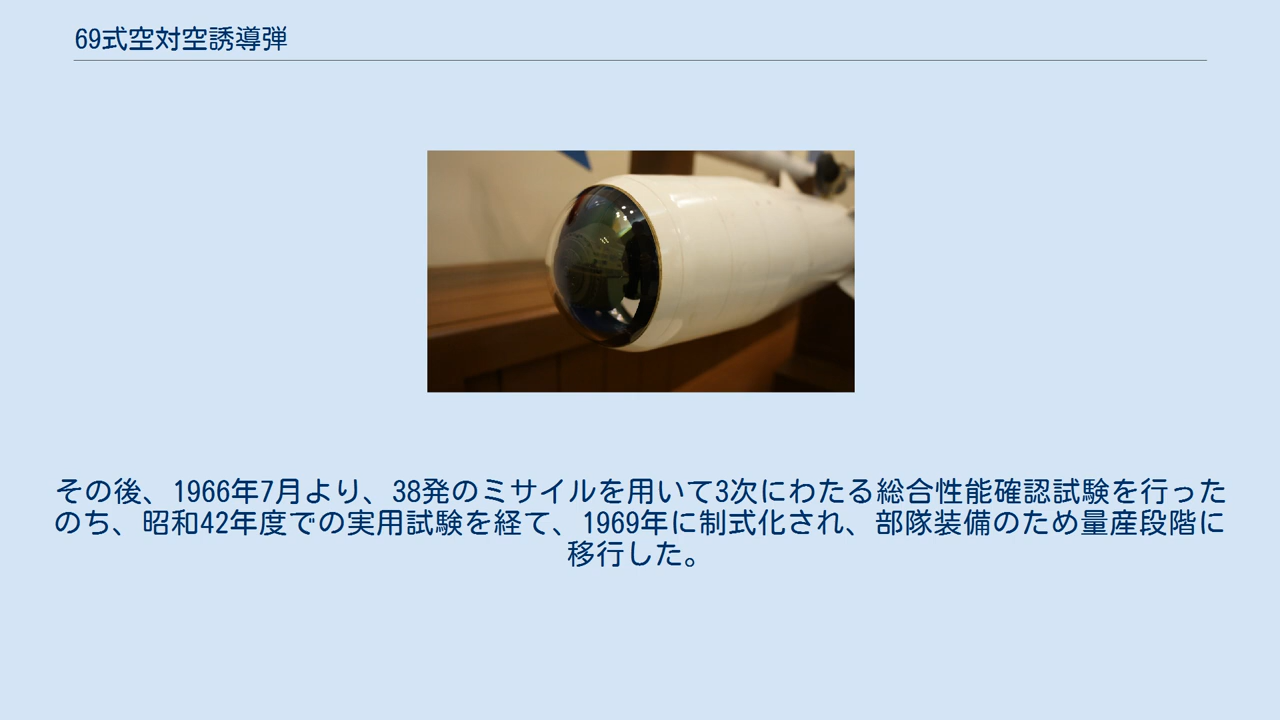 69式空対空誘導弾
その後、1966年7月より、38発のミサイルを用いて3次にわたる総合性能確認試験を行った
のち、昭和42年度での実用試験を経て、1969年に制式化され、部隊装備のため量産段階に
移行した。